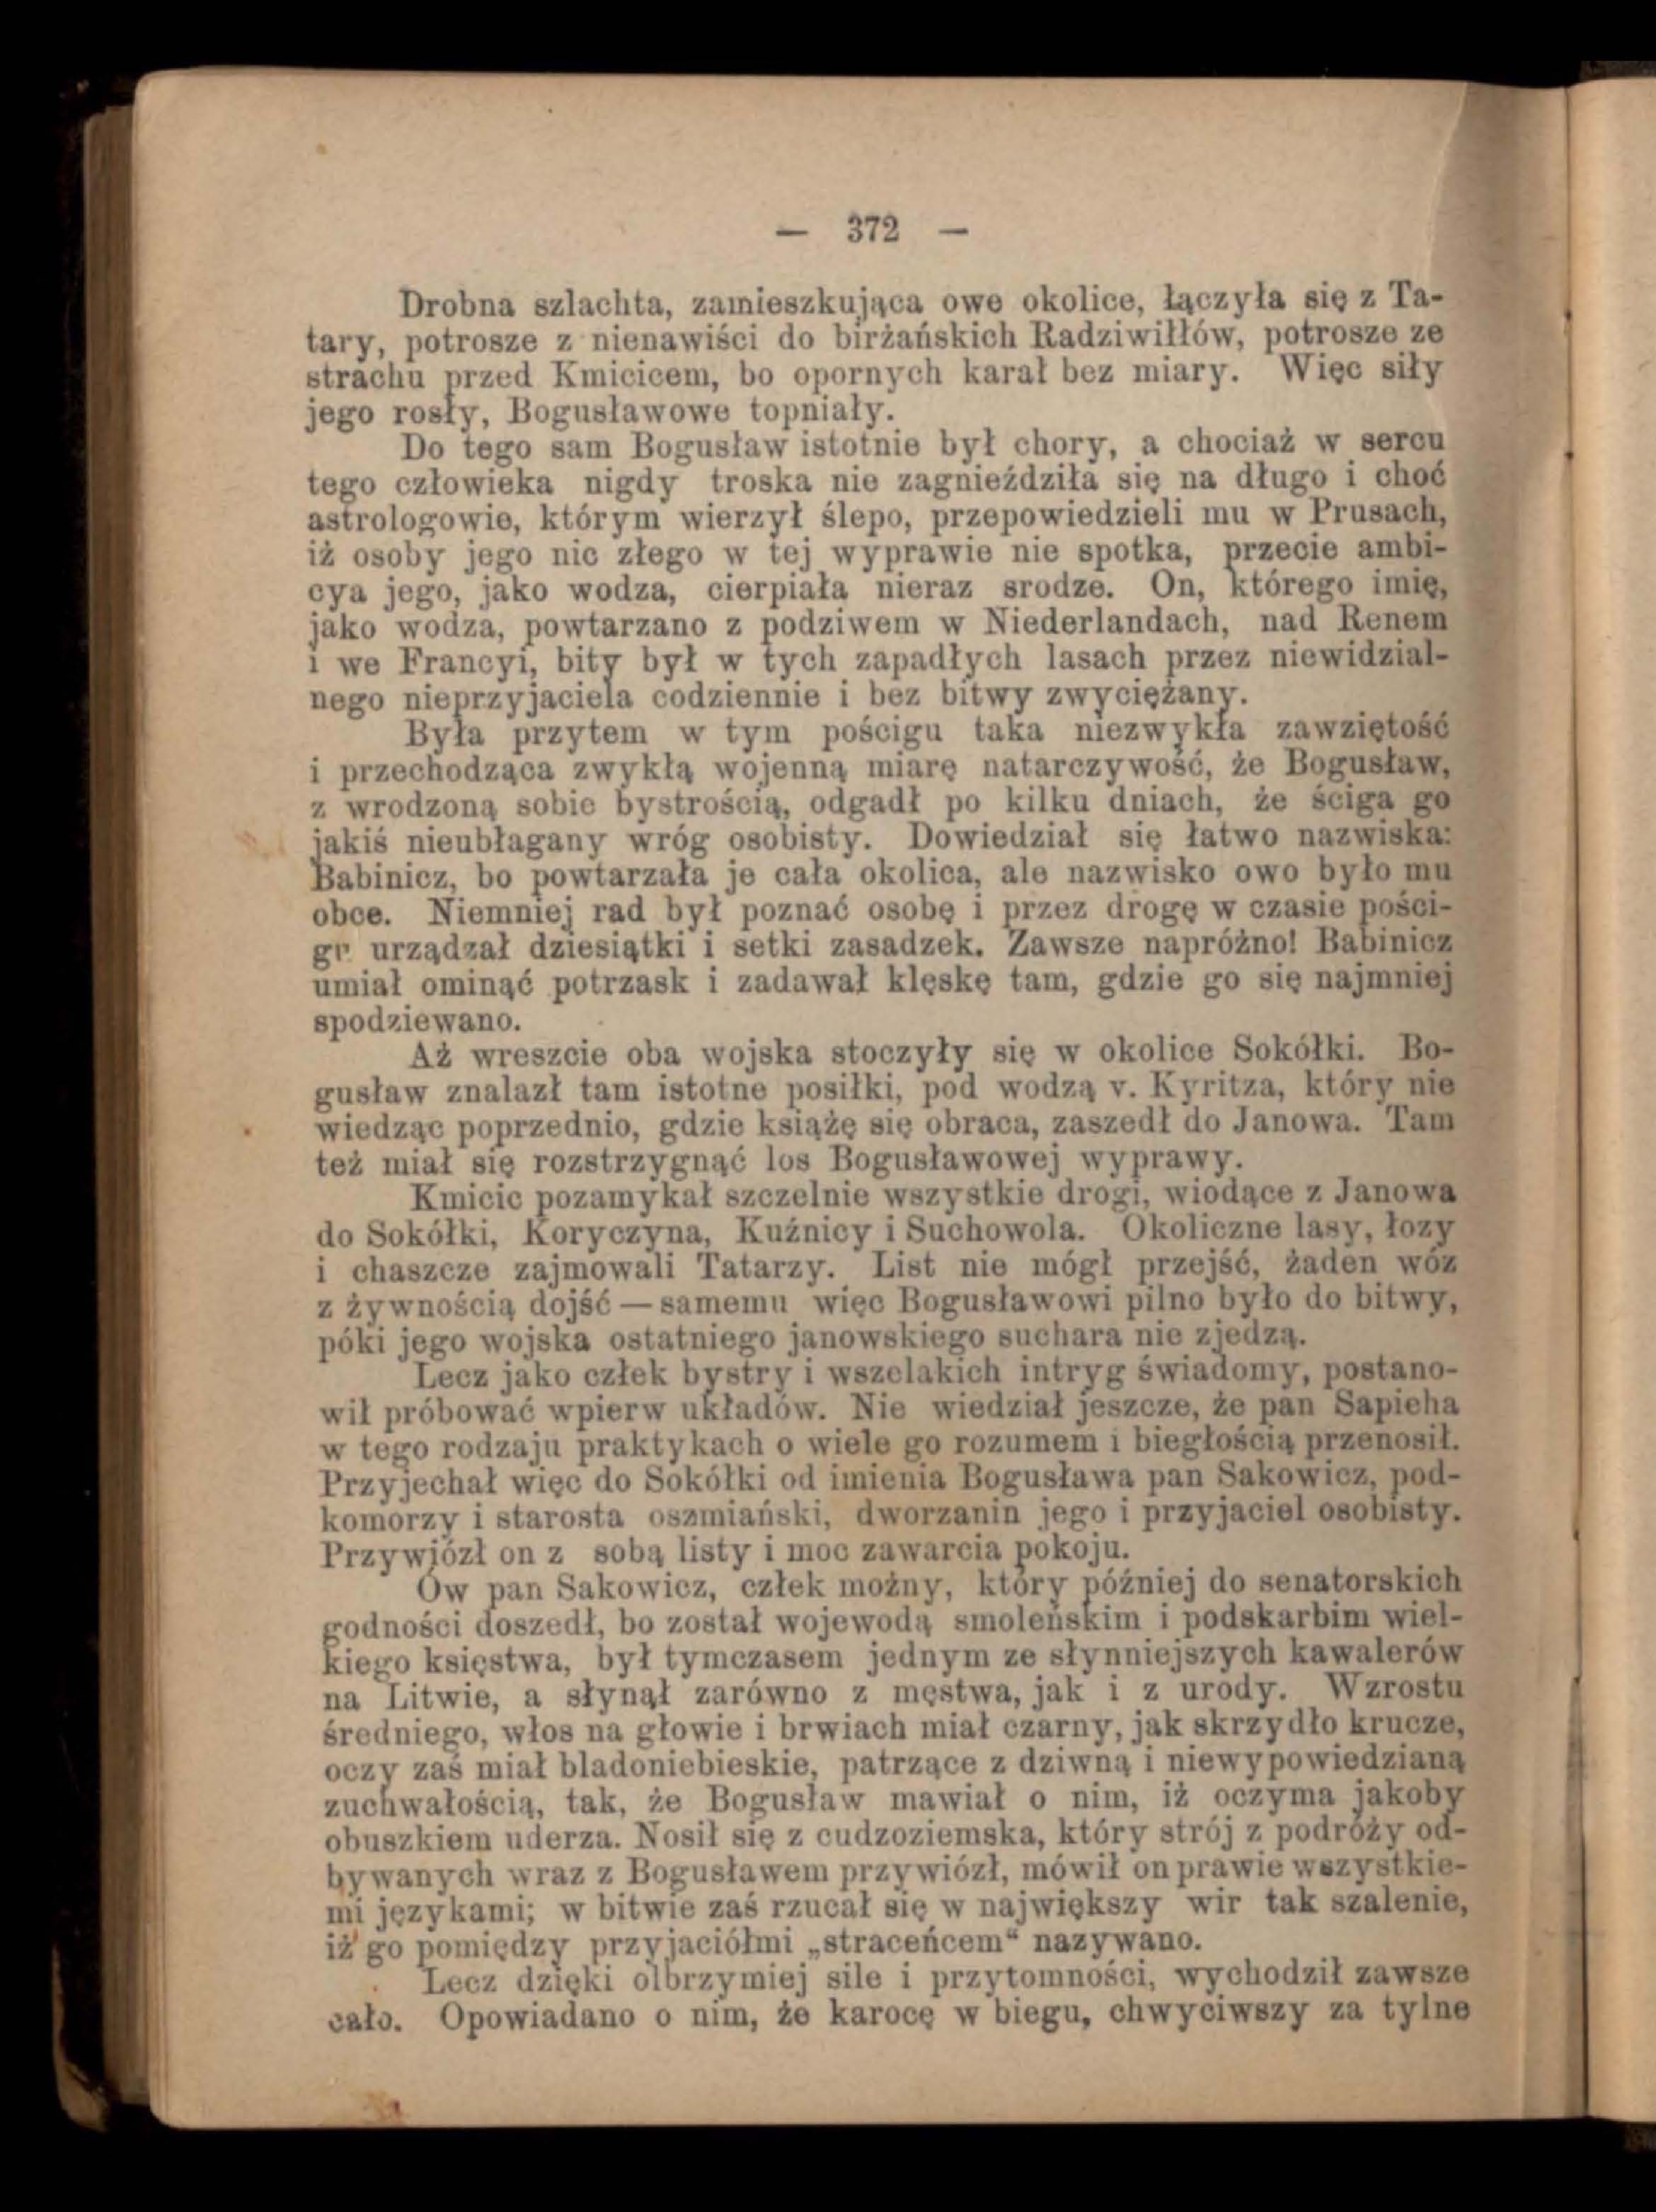 — 372 —
Drobna szlachta, zamieszkująca owe okolice, łączyła się z Ta-
tary, potrosze z nienawiści do birżańskich Radziwiłłów, potrosze ze
strachu przed Kmicicem, bo opornych karał bez miary. Więc siły
jego rosły, Bogusławowe topniały.
Do tego sam Bogusław istotnie był chory, a chociaż w sercu
tego człowieka nigdy troska nie zagnieździła się na długo i choć
astrologowie, którym wierzył ślepo, przepowiedzieli mu w Prusach,
iż osoby jego nic złego w tej wyprawie nie spotka, przecie ambi-
cya jego, jako wodza, cierpiała nieraz srodze. On, którego imię,
jako wodza, powtarzano z podziwem w Niederlandach, nad Renem
i we Francyi, bity był w tych zapadłych lasach przez niewidzial-
nego nieprzyjaciela codziennie i bez bitwy zwyciężany.
Była przytem w tym pościgu taka niezwykła zawziętość
i przechodząca zwykłą wojenną miarę natarczywość, że Bogusław,
z wrodzoną sobie bystrością, odgadł po kilku dniach, że ściga go
jakiś nieubłagany wróg osobisty. Dowiedział się łatwo nazwiska:
Babinicz, bo powtarzała je cała okolica, ale nazwisko owo było mu
obce. Niemniej rad był poznać osobę i przez drogę w czasie pości-
gu urządzał dziesiątki i setki zasadzek. Zawsze napróżno! Babinicz
umiał ominąć potrzask i zadawał klęskę tam, gdzie go się najmniej
spodziewano.
Aż wreszcie oba wojska stoczyły się w okolice Sokółki. Bo-
gusław znalazł tam istotne posiłki, pod wodzą v. Kyritza, który nie
wiedząc poprzednio, gdzie książę się obraca, zaszedł do Janowa. Tam
też miał się rozstrzygnąć los Bogusławowej wyprawy.
Kmicic pozamykał szczelnie wszystkie drogi, wiodące z Janowa
do Sokółki, Koryczyna, Kuźnicy i Suchowola. Okoliczne lasy, łozy
i chaszcze zajmowali Tatarzy. List nie mógł przejść, żaden wóz
z żywnością dojść — samemu więc Bogusławowi pilno było do bitwy,
póki jego wojska ostatniego janowskiego suchara nie zjedzą.
Lecz jako człek bystry i wszelakich intryg świadomy, postano-
wił próbować wpierw układów. Nie wiedział jeszcze, że pan Sapieha
w tego rodzaju praktykach o wiele go rozumem i biegłością przenosił.
Przyjechał więc do Sokółki od imienia Bogusława pan Sakowicz, pod-
komorzy i starosta oszmiański, dworzanin jego i przyjaciel osobisty.
Przywiózł on z sobą listy i moc zawarcia pokoju.
Ów pan Sakowicz, człek możny, który później do senatorskich
godności doszedł, bo został wojewodą smoleńskim i podskarbim wiel-
kiego księstwa, był tymczasem jednym ze słynniejszych kawalerów
na Litwie, a słynął zarówno z męstwa, jak i z urody. Wzrostu
średniego, włos na głowie i brwiach miał czarny, jak skrzydło krucze,
oczy zaś miał bladoniebieskie, patrzące z dziwną i niewypowiedzianą
zuchwałością, tak, że Bogusław mawiał o nim, iż oczyma jakoby
obuszkiem uderza. Nosił się z cudzoziemska, który strój z podróży od-
bywanych wraz z Bogusławem przywiózł, mówił on prawie wszystkie-
mi językami; w bitwie zaś rzucał się w największy wir tak szalenie,
iż go pomiędzy przyjaciółmi „straceńcem“ nazywano.
Lecz dzięki olbrzymiej sile i przytomności, wychodził zawsze
cało. Opowiadano o nim, że karocę w biegu, chwyciwszy za tylne